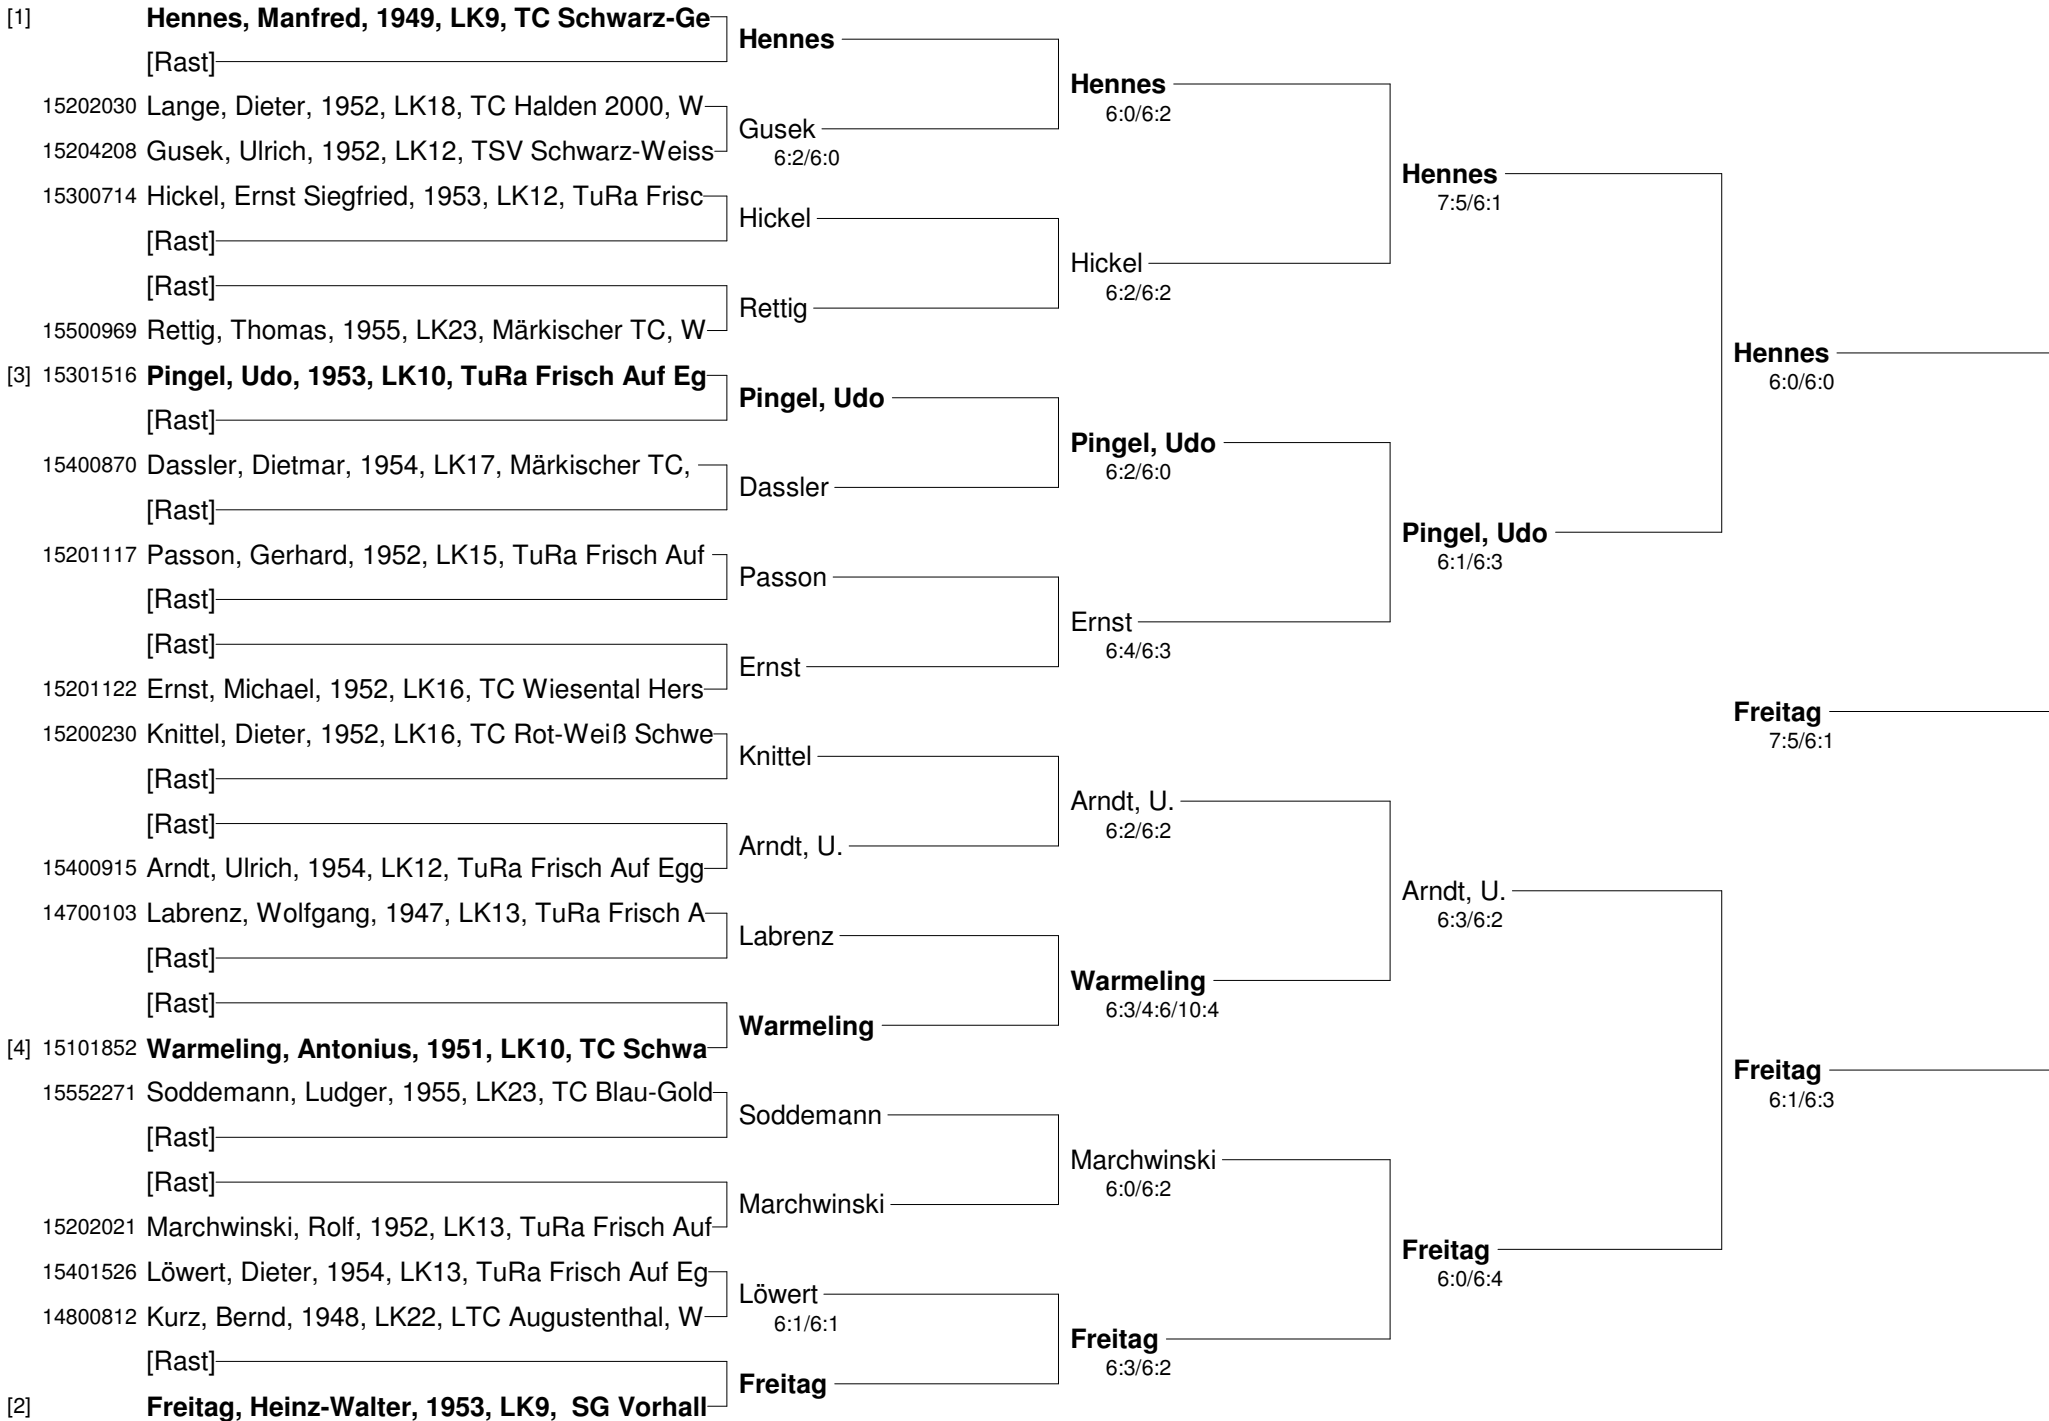 [1] Hennes, Manfred, 1949, LK9, TC Schwarz-Ge
[Rast]
15202030 Lange, Dieter, 1952, LK18, TC Halden 2000, W
15204208 Gusek, Ulrich, 1952, LK12, TSV Schwarz-Weiss
15300714 Hickel, Ernst Siegfried, 1953, LK12, TuRa Frisc
[Rast]
[Rast]
15500969 Rettig, Thomas, 1955, LK23, Märkischer TC, W
[3] 15301516 Pingel, Udo, 1953, LK10, TuRa Frisch Auf Eg
[Rast]
15400870 Dassler, Dietmar, 1954, LK17, Märkischer TC,
[Rast]
15201117 Passon, Gerhard, 1952, LK15, TuRa Frisch Auf
[Rast]
[Rast]
15201122 Ernst, Michael, 1952, LK16, TC Wiesental Hers
15200230 Knittel, Dieter, 1952, LK16, TC Rot-Weiß Schwe
[Rast]
[Rast]
15400915 Arndt, Ulrich, 1954, LK12, TuRa Frisch Auf Egg
14700103 Labrenz, Wolfgang, 1947, LK13, TuRa Frisch A
[Rast]
[Rast]
[4] 15101852 Warmeling, Antonius, 1951, LK10, TC Schwa
15552271 Soddemann, Ludger, 1955, LK23, TC Blau-Gold
[Rast]
[Rast]
15202021 Marchwinski, Rolf, 1952, LK13, TuRa Frisch Auf
15401526 Löwert, Dieter, 1954, LK13, TuRa Frisch Auf Eg
14800812 Kurz, Bernd, 1948, LK22, LTC Augustenthal, W
[Rast]
[2] Freitag, Heinz-Walter, 1953, LK9, SG Vorhall
Hennes
Gusek
6:2/6:0
Hickel
Rettig
Pingel, Udo
Dassler
Passon
Ernst
Knittel
Arndt, U.
Labrenz
Warmeling
Soddemann
Marchwinski
Löwert
6:1/6:1
Freitag
Hennes
6:0/6:2
Hickel
6:2/6:2
Pingel, Udo
6:2/6:0
Ernst
6:4/6:3
Arndt, U.
6:2/6:2
Warmeling
6:3/4:6/10:4
Marchwinski
6:0/6:2
Freitag
6:3/6:2
Hennes
7:5/6:1
Pingel, Udo
6:1/6:3
Arndt, U.
6:3/6:2
Freitag
6:0/6:4
Hennes
6:0/6:0
Freitag
7:5/6:1
Freitag
6:1/6:3